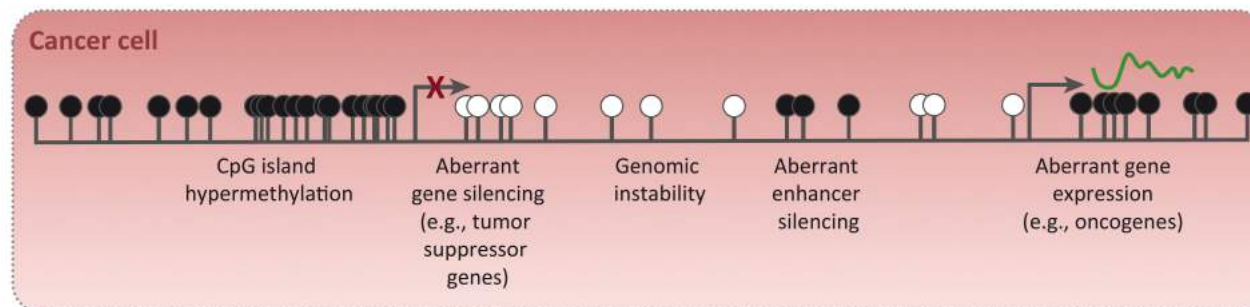 Cancer cell
X
CpG island
hypermethylation
Aberrant
gene silencing
(e.g., tumor
suppressor
genes)
Genomic
instability
Aberrant
enhancer
silencing
Aberrant gene
expression
(e.g., oncogenes)